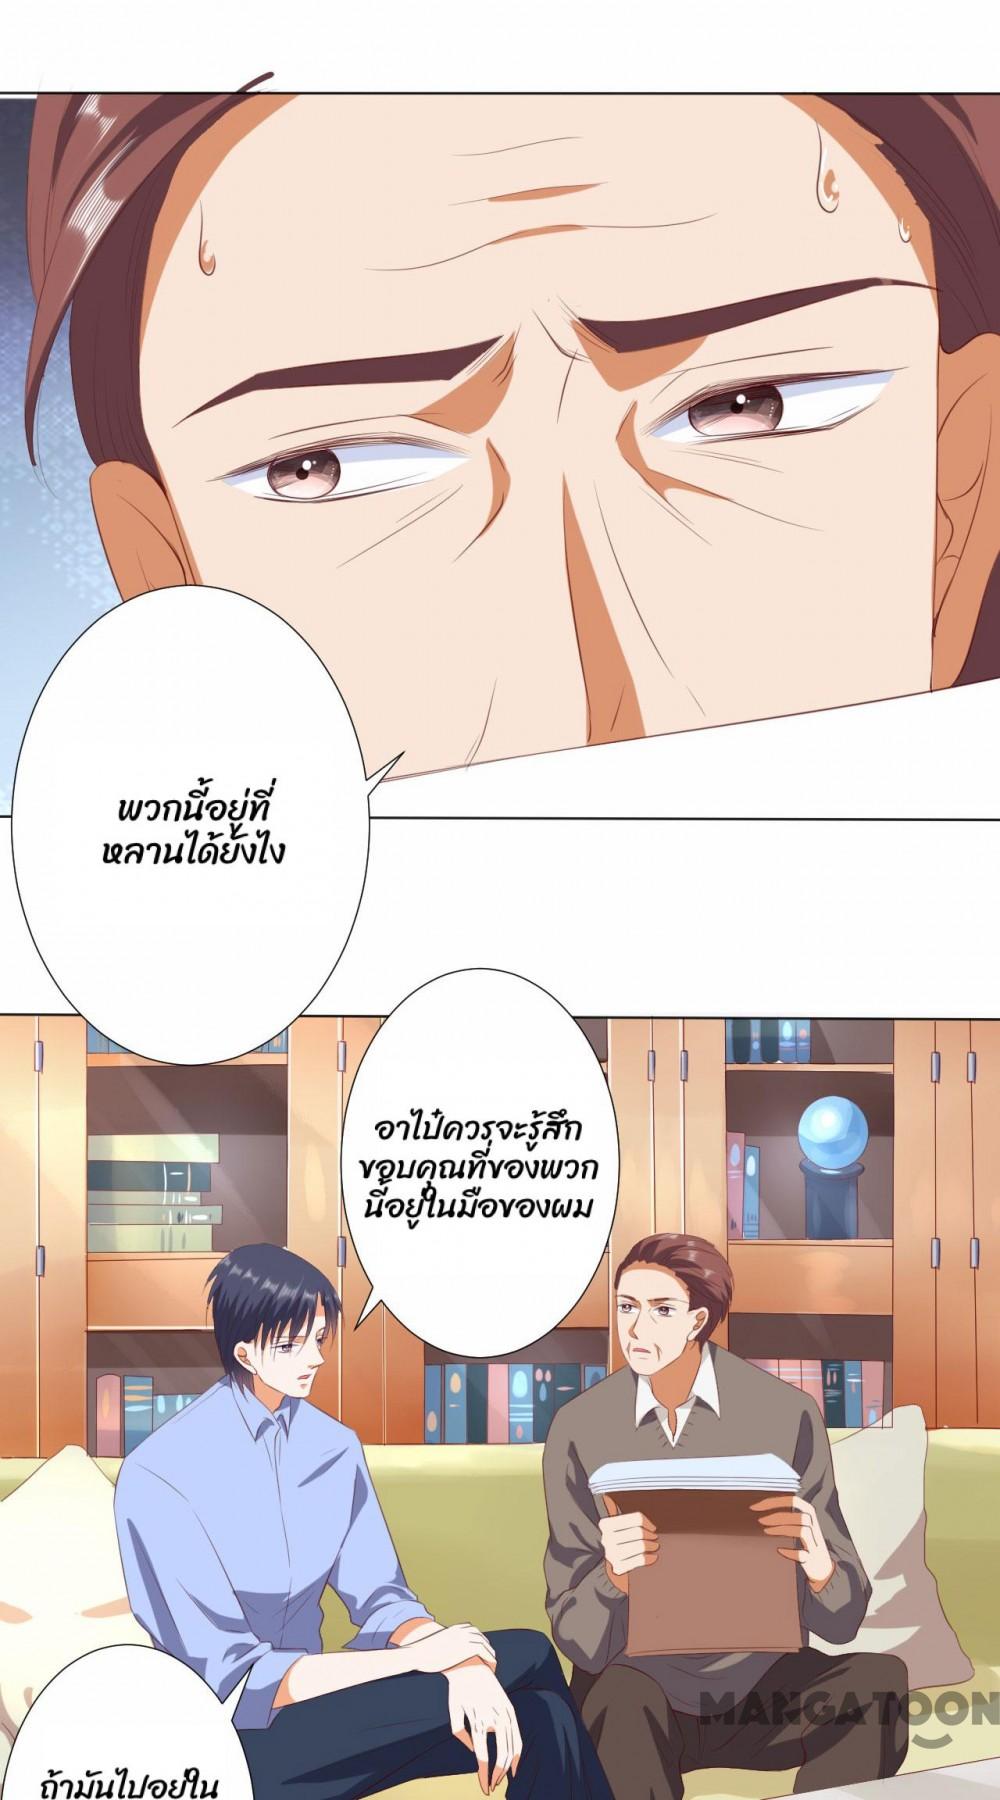 พวกนี้อยู่ที่
หลานได้ยังไง
อาไป๋ควรจะรู้สึก
ขอบคุณที่ของพวก
นี้อยู่ในมือของผม
MANGATOON
ถ้ามันไปอยู่ใน